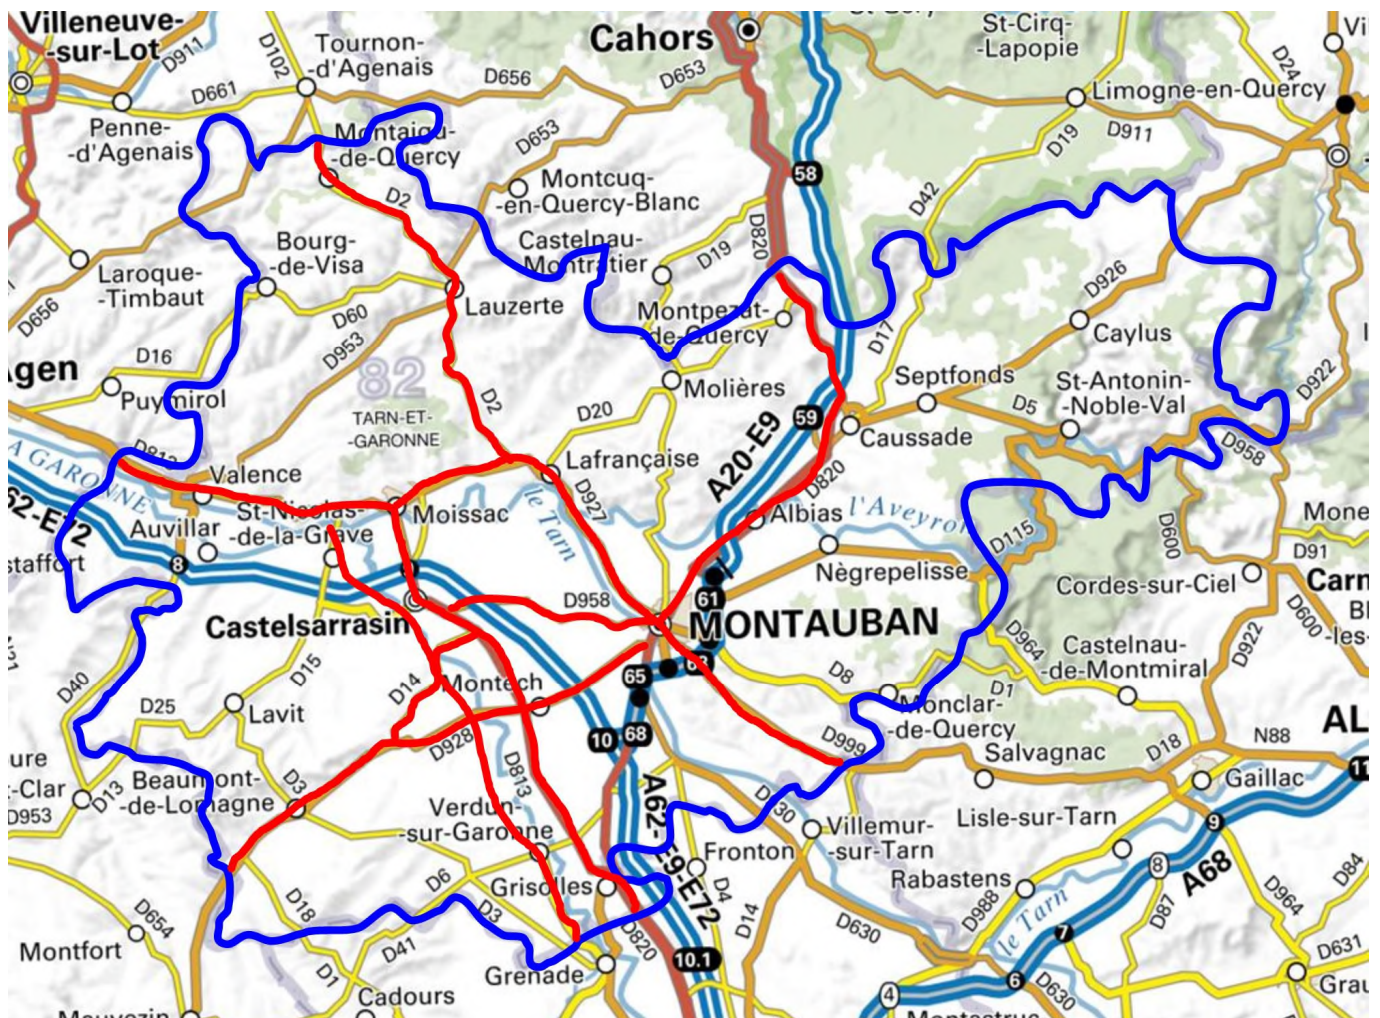 Villeneuve-
-sur-Lot
D911
D102
Tournon-
-d'Agenais
D661
D656
D653
Cahors
St-Cirq-
-Lapopie
D24
Limogne-en-Quercy
D911
D19
Penne-
-d'Agenais
Montaigu-
-de-Quercy
D653
D2
Montcuq-
-en-Quercy-Blanc
58
D42
D820
Bourg-
-de-Visa
Castelnau-
-Montratier
D19
Laroque-
-Timbaut
D656
Lauzerte
D60
D953
Montpezat-
-de-Quercy
D17
D926
Caylus
D16
Puymirol
82
TARN-ET-
-GARONNE
D2
D20
Molières
Septfonds
St-Antonin-
-Noble-Val
D5
D922
59
Caussade
A20-E9
D820
D958
LA GARONNE
Valence
Lafrançaise
D927
le Tarn
St-Nicolas-
-de-la-Grave
Moissac
Auvillar
Albias
l'Aveyron
D115
D600
D91
8
9
Nègrepelisse
Cordes-sur-Ciel
D600
61
D958
Castelsarrasin
MONTAUBAN
D964
D922
Castelnau-
-de-Montmiral
D15
D14
D40
65
63
D8
D1
Montech
Monclar-
-de-Quercy
D25
Lavit
D928
10
68
D999
Salvagnac
D18
N88
D813
Beaumont-
-de-Lomagne
D3
D13
D953
Gaillac
11
Verdun-
-sur-Garonne
A62-E9-E72
D630
Villemur-
-sur-Tarn
Lisle-sur-Tarn
9
8
A68
Fronton
D4
Grisolles
D6
Rabastens
D988
D87
D964
D84
D18
D3
D654
Montfort
D41
D1
D820
D14
D630
le Tarn
7
10.1
Grenade
D631
6
D630
4
Cadours